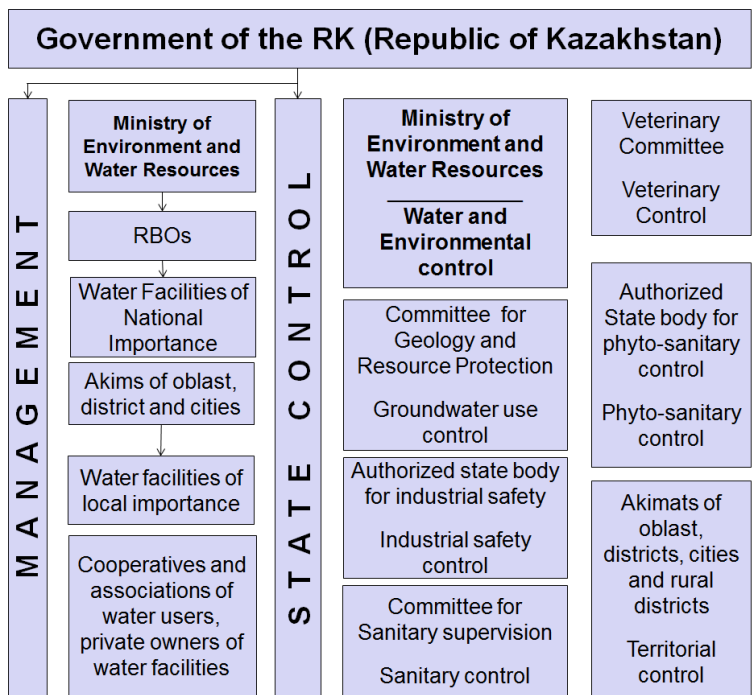 Government of the RK (Republic of Kazakhstan)
MANAGEMENT
Ministry of
Environment and
Water Resources
RBOs
Water Facilities of
National
Importance
Akims of oblast,
district and cities
Water facilities of
local importance
Cooperatives and
associations of
water users,
private owners of
water facilities
STATE CONTROL
Ministry of
Environment and
Water Resources
Water and
Environmental
control
Committee for
Geology and
Resource Protection
Groundwater use
control
Authorized state body
for industrial safety
Industrial safety
control
Committee for
Sanitary supervision
Sanitary control
Veterinary
Committee
Veterinary
Control
Authorized
State body for
phyto-sanitary
control
Phyto-sanitary
control
Akimats of
oblast,
districts, cities
and rural
districts
Territorial
control